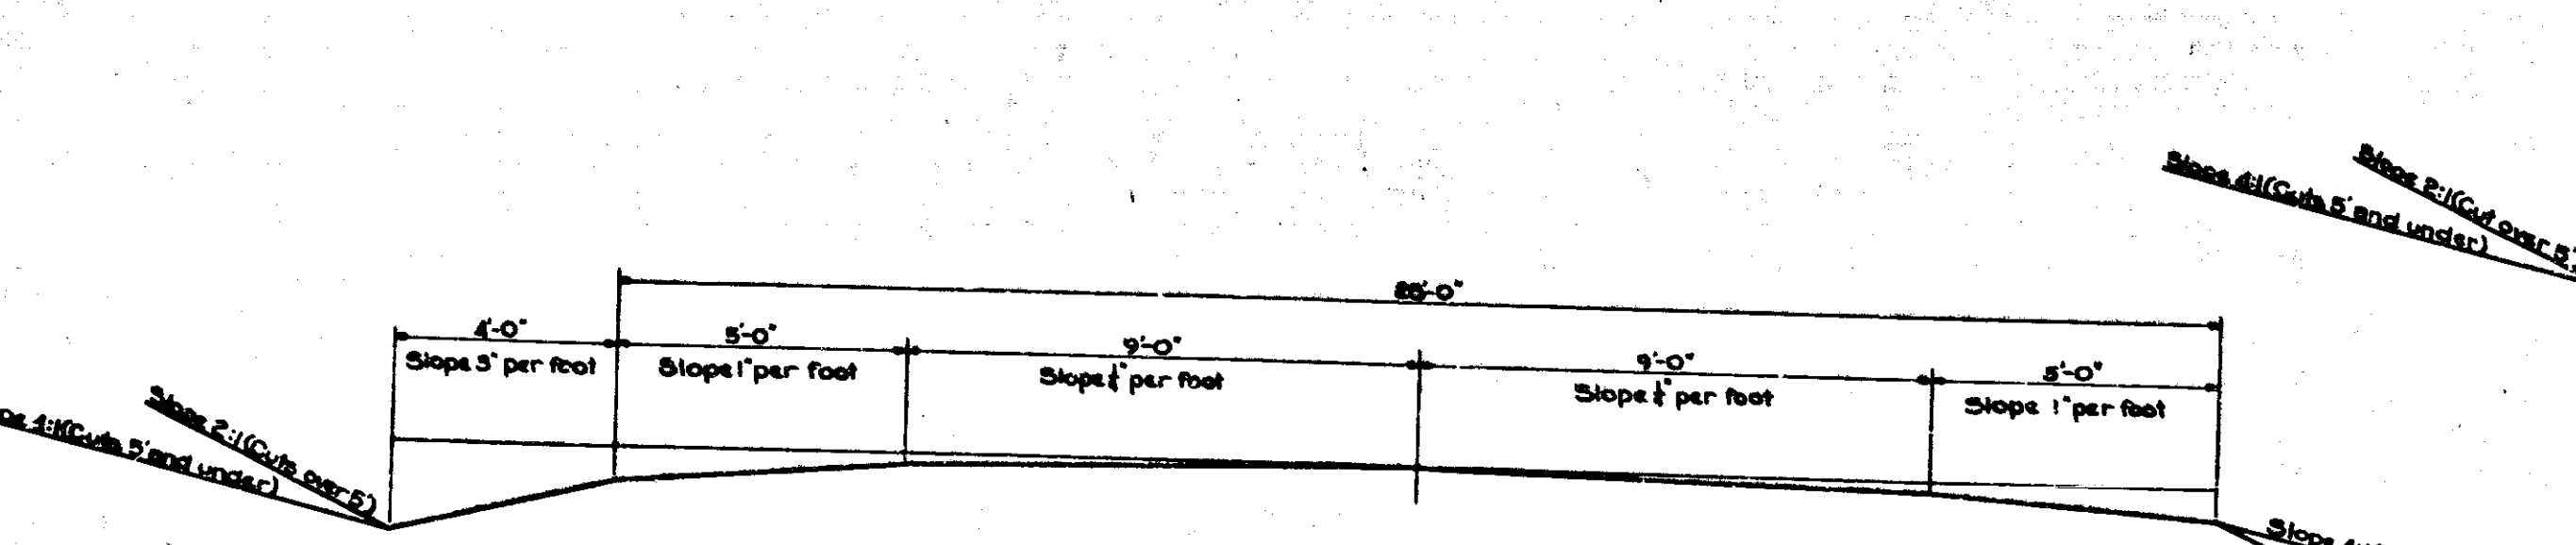 Slope 4:1(Cuts 5' and under)
Slope 2:1(Cut over 5')
28'-0"
4'-0"
5'-0"
9'-0"
9'-0"
5'-0"
Slope 3" per foot
Slope 1" per foot
Slope ¼" per foot
Slope ¼" per foot
Slope 1" per foot
Slope 2:1(Cuts over 5')
4:1(Cuts 5' and under)
Slope